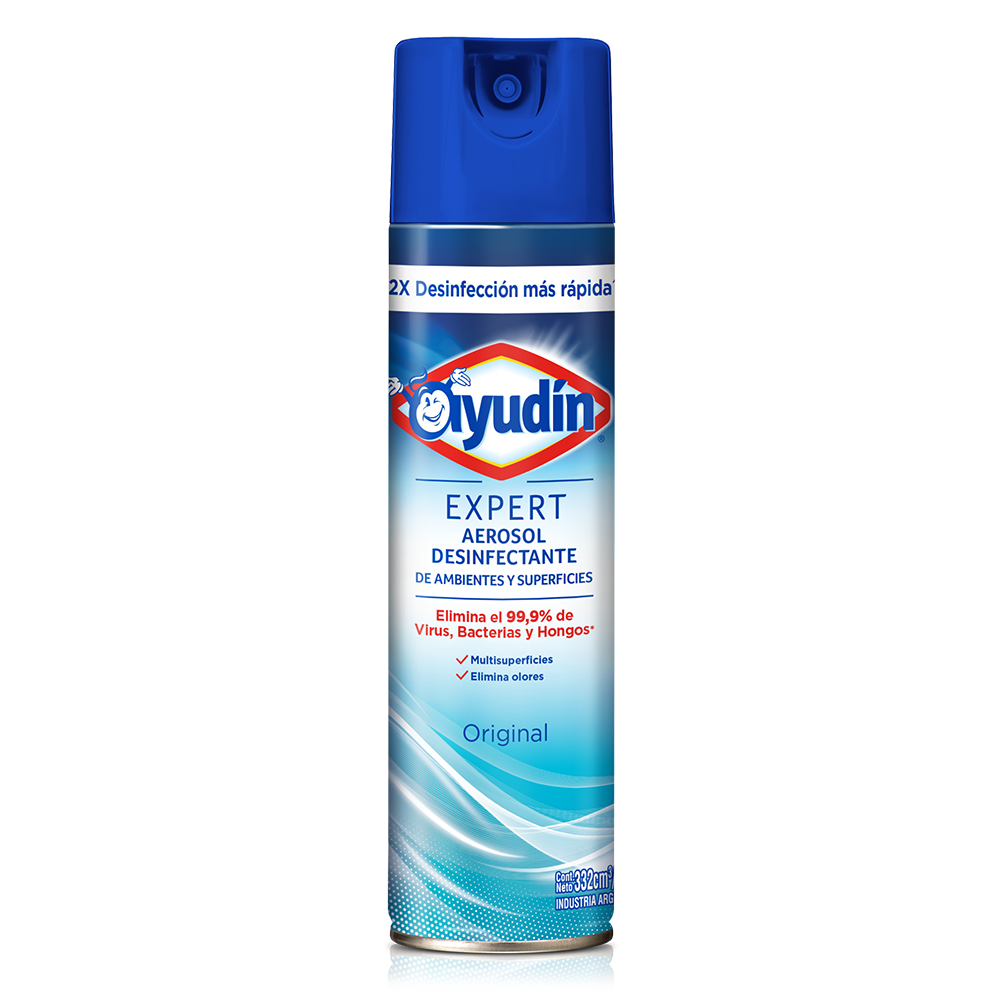 2X Desinfección más rápida
ayudín
EXPERT
AEROSOL
DESINFECTANTE
DE AMBIENTES Y SUPERFICIES
Elimina el 99,9% de
Virus, Bacterias y Hongos*
Multisuperficies
Elimina olores
Original
Cont. Neto 332cm³
INDUSTRIA ARG